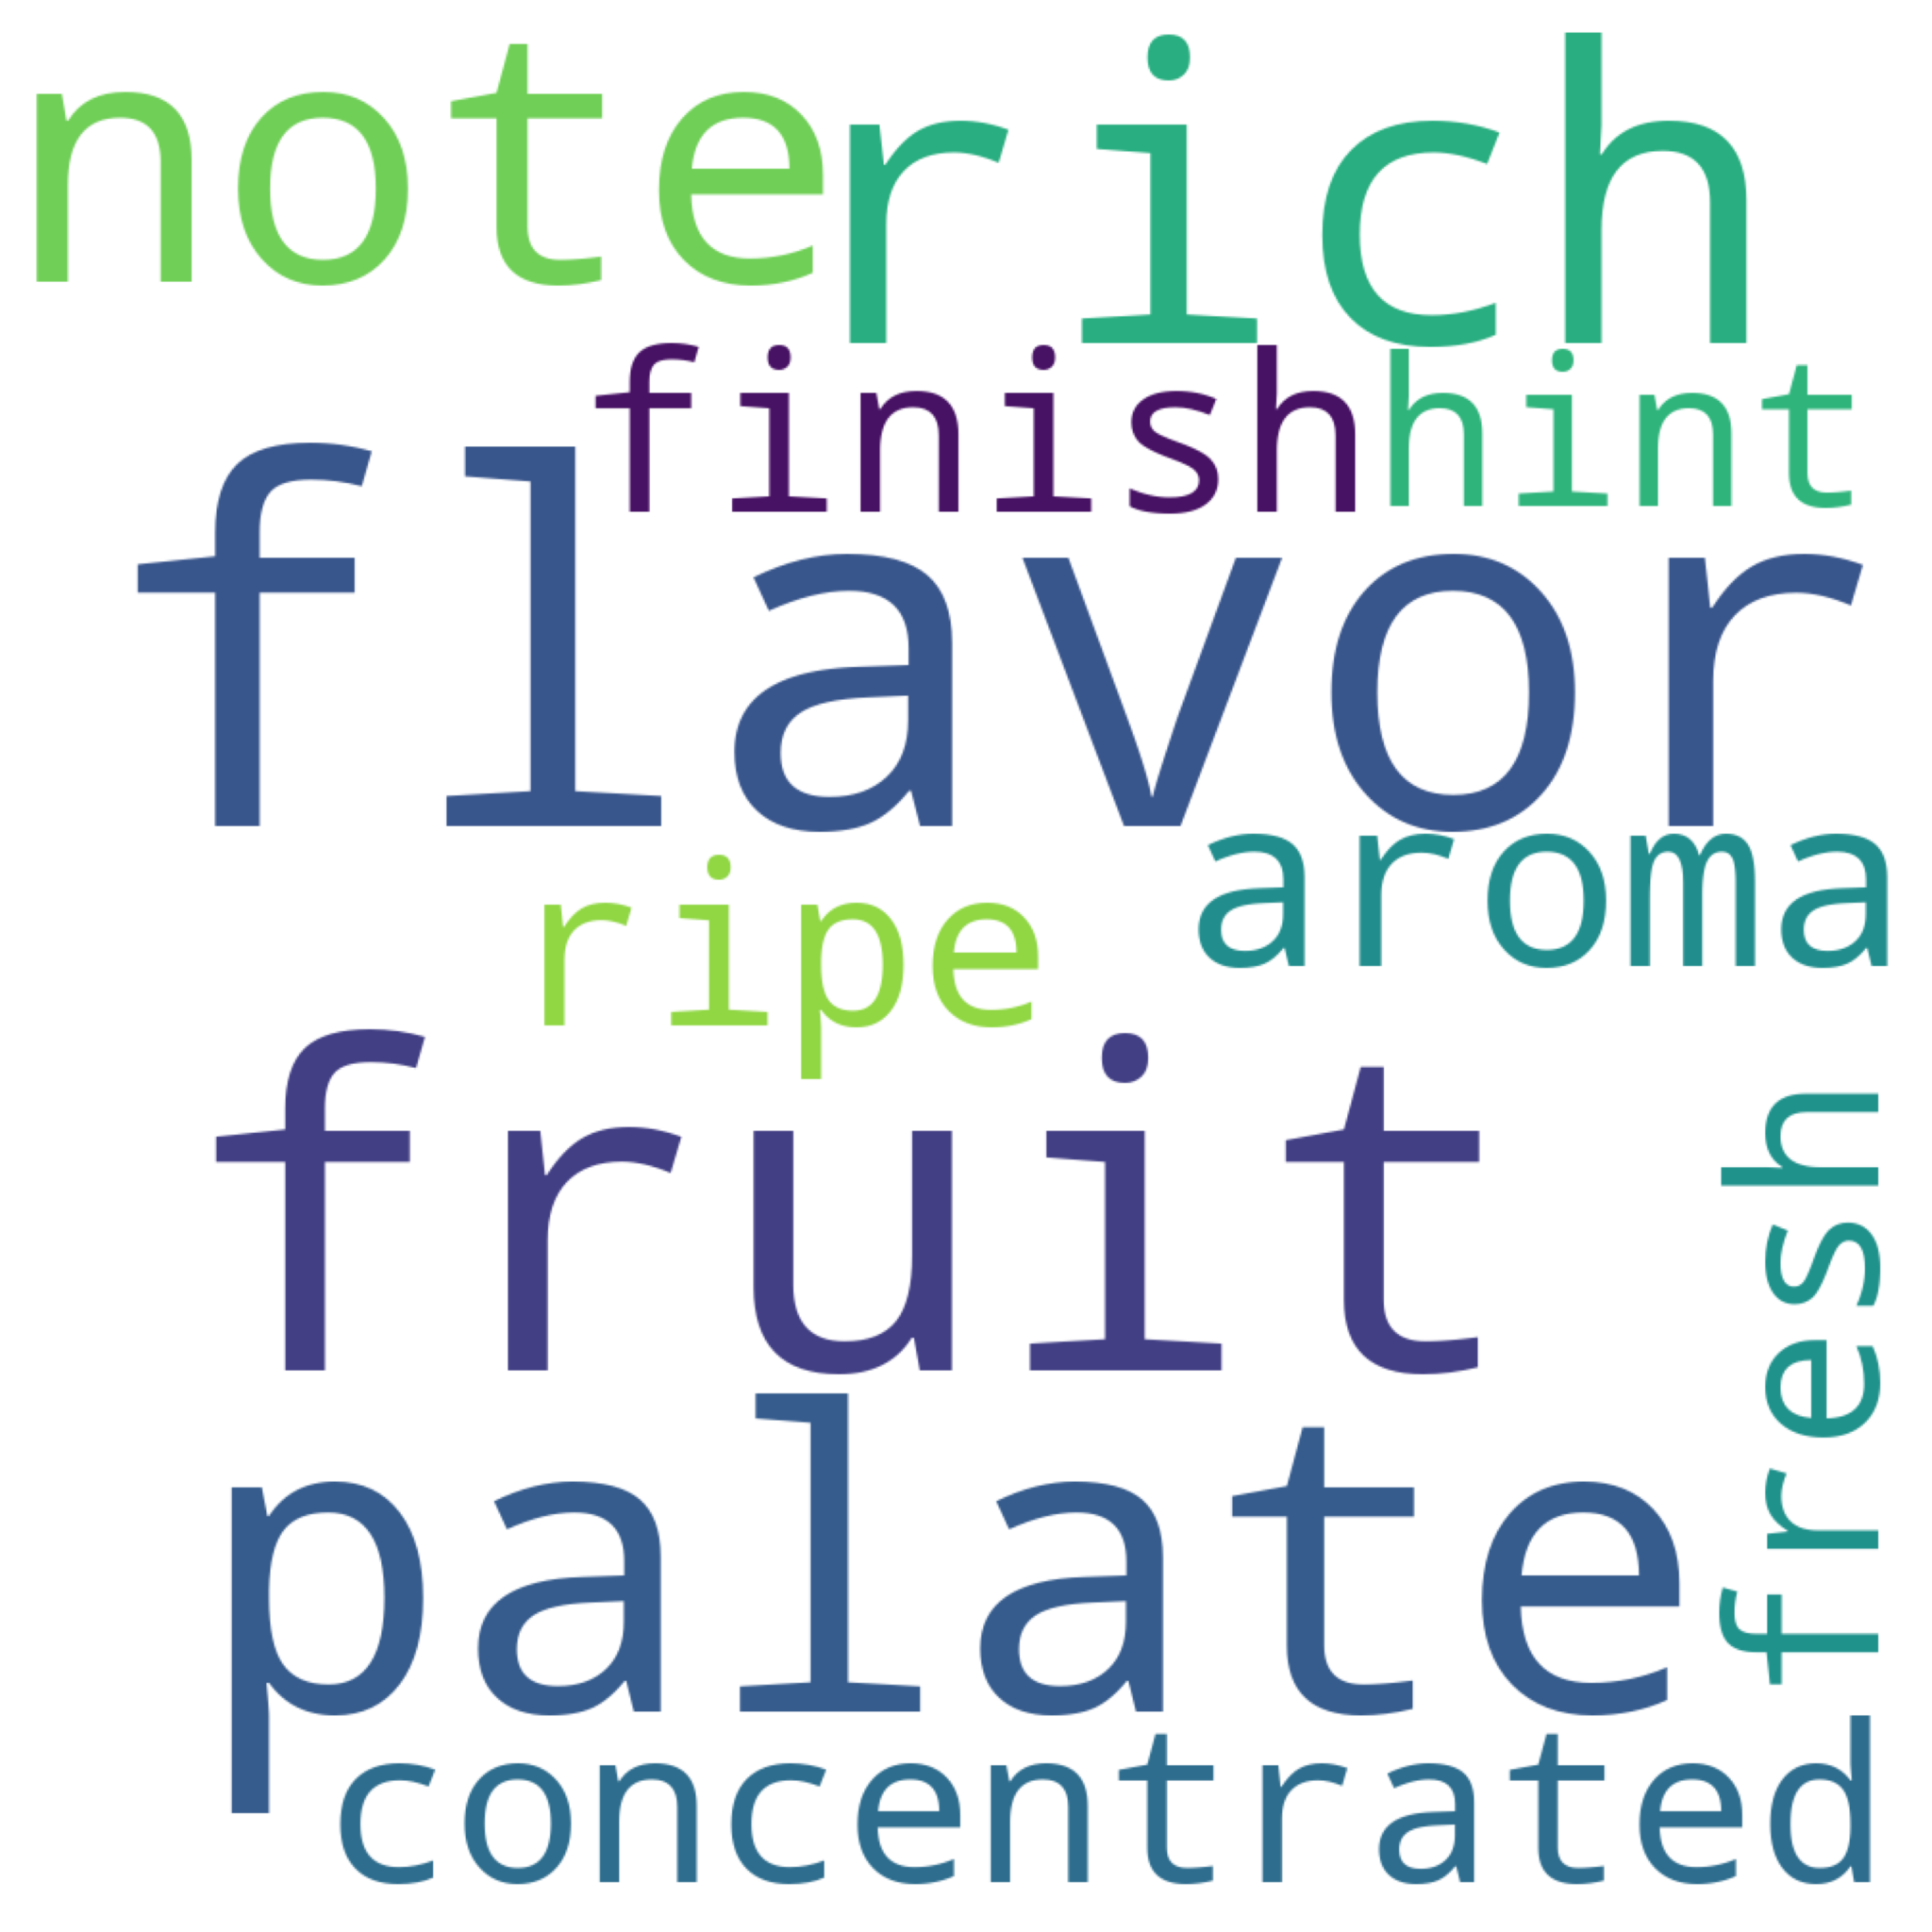 note rich
finish hint
flavor
aroma
ripe
fruit
fresh
palate
concentrated